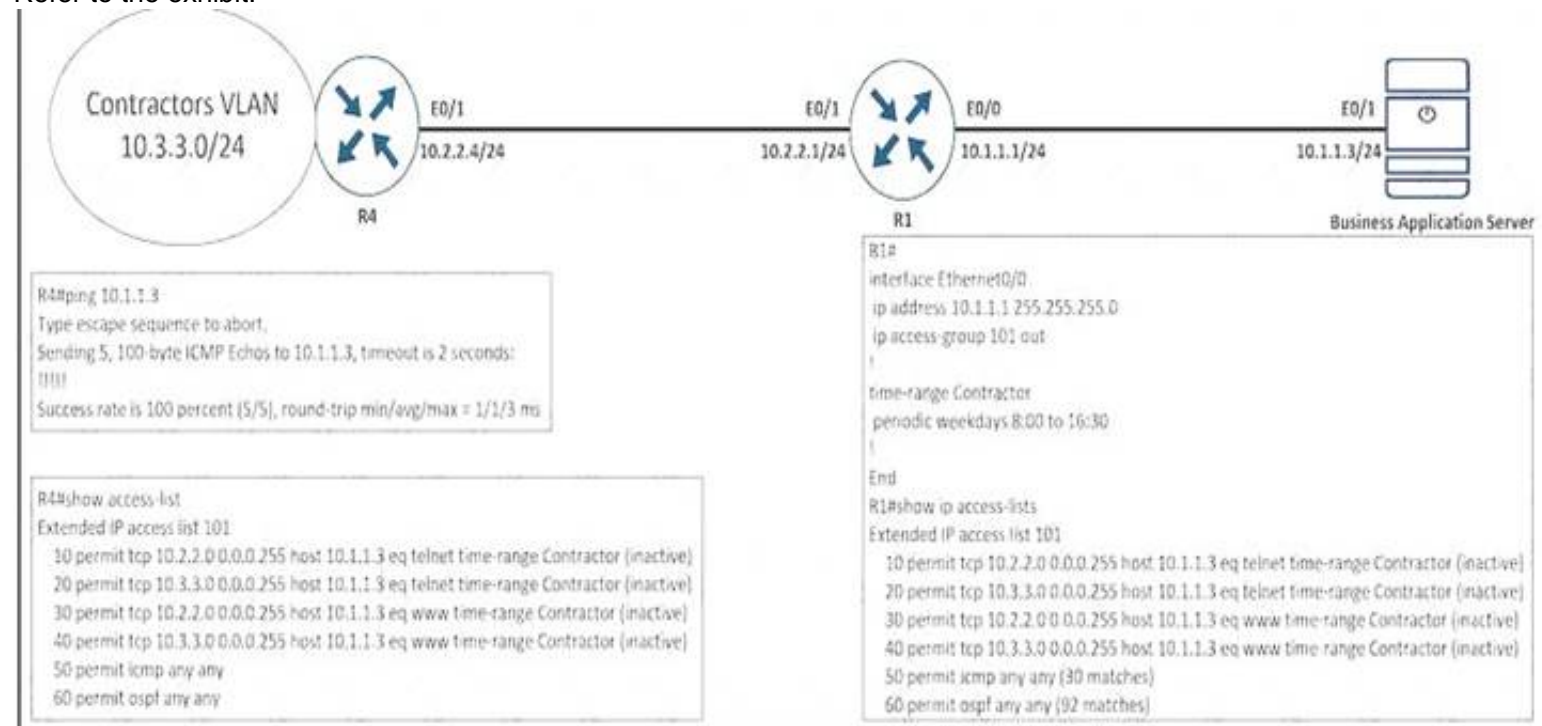 Refer to the exhibit.
Contractors VLAN
10.3.3.0/24
E0/1
10.2.2.4/24
R4
E0/1
10.2.2.1/24
E0/0
10.1.1.1/24
R1
E0/1
10.1.1.3/24
Business Application Server
R4#ping 10.1.1.3
Type escape sequence to abort.
Sending 5, 100-byte ICMP Echos to 10.1.1.3, timeout is 2 seconds:
!!!!!
Success rate is 100 percent (5/5), round-trip min/avg/max = 1/1/3 ms
R4#show access-list
Extended IP access list 101
10 permit tcp 10.2.2.0 0.0.0.255 host 10.1.1.3 eq telnet time-range Contractor (inactive)
20 permit tcp 10.3.3.0 0.0.0.255 host 10.1.1.3 eq telnet time-range Contractor (inactive)
30 permit tcp 10.2.2.0 0.0.0.255 host 10.1.1.3 eq www time-range Contractor (inactive)
40 permit tcp 10.3.3.0 0.0.0.255 host 10.1.1.3 eq www time-range Contractor (inactive)
50 permit icmp any any
60 permit ospf any any
R1#
interface Ethernet0/0
ip address 10.1.1.1 255.255.255.0
ip access-group 101 out
!
time-range Contractor
periodic weekdays 8:00 to 16:30
!
End
R1#show ip access-lists
Extended IP access list 101
10 permit tcp 10.2.2.0 0.0.0.255 host 10.1.1.3 eq telnet time-range Contractor (inactive)
20 permit tcp 10.3.3.0 0.0.0.255 host 10.1.1.3 eq telnet time-range Contractor (inactive)
30 permit tcp 10.2.2.0 0.0.0.255 host 10.1.1.3 eq www time-range Contractor (inactive)
40 permit tcp 10.3.3.0 0.0.0.255 host 10.1.1.3 eq www time range Contractor (inactive)
50 permit icmp any any (30 matches)
60 permit ospf any any (92 matches)